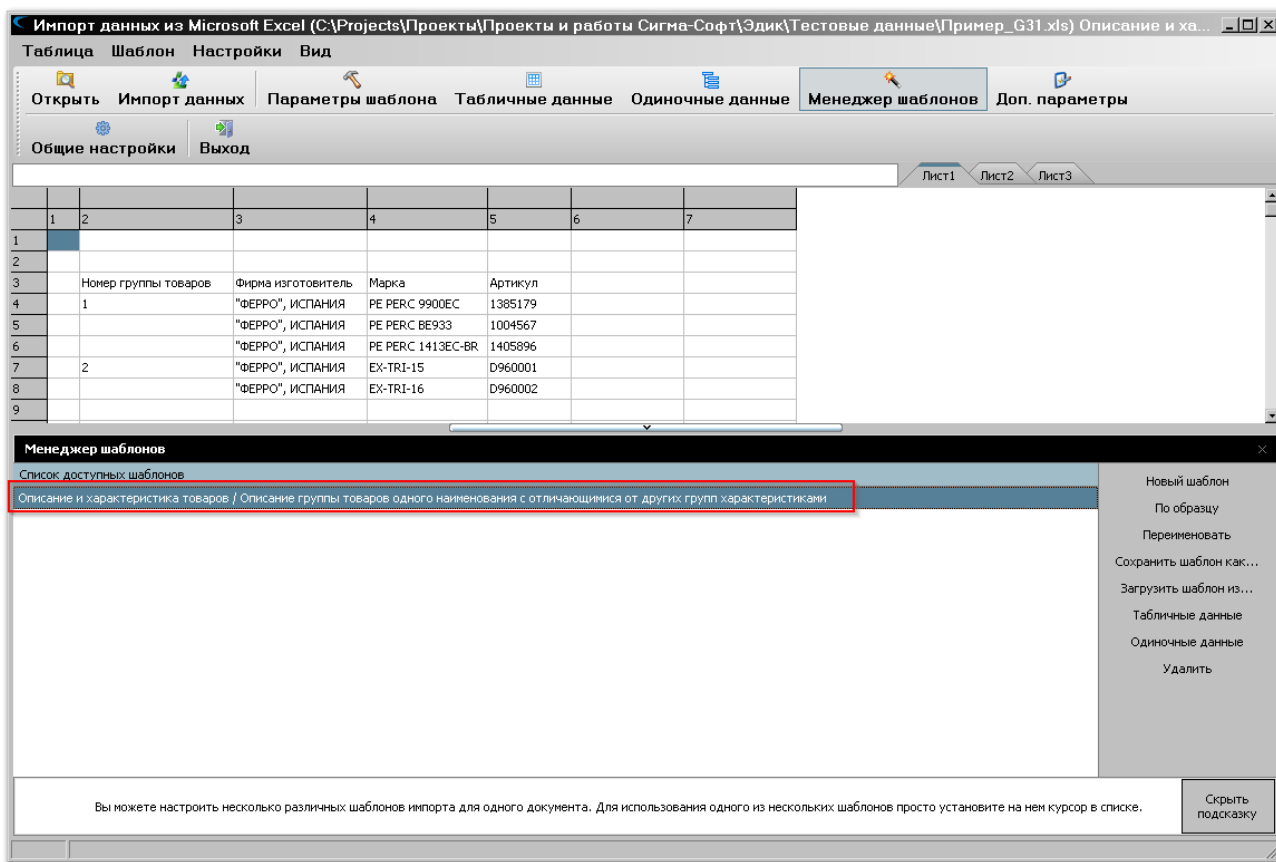 Импорт данных из Microsoft Excel (C:\Projects\Проекты\Проекты и работы Сигма-Софт\Эдик\Тестовые данные\Пример_G31.xls) Описание и ха...
Таблица Шаблон Настройки Вид
Открыть Импорт данных Параметры шаблона Табличные данные Одиночные данные Менеджер шаблонов Доп. параметры
Общие настройки Выход
Лист1 Лист2 Лист3
1 2 3 4 5 6 7
1
2
3 Номер группы товаров Фирма изготовитель Марка Артикул
4 1 "ФЕРРО", ИСПАНИЯ PE PERC 9900EC 1385179
5 "ФЕРРО", ИСПАНИЯ PE PERC BE933 1004567
6 "ФЕРРО", ИСПАНИЯ PE PERC 1413EC-BR 1405896
7 2 "ФЕРРО", ИСПАНИЯ EX-TRI-15 D960001
8 "ФЕРРО", ИСПАНИЯ EX-TRI-16 D960002
9
Менеджер шаблонов
Список доступных шаблонов
Описание и характеристика товаров / Описание группы товаров одного наименования с отличающимися от других групп характеристиками
Новый шаблон
По образцу
Переименовать
Сохранить шаблон как...
Загрузить шаблон из...
Табличные данные
Одиночные данные
Удалить
Вы можете настроить несколько различных шаблонов импорта для одного документа. Для использования одного из нескольких шаблонов просто установите на нем курсор в списке.
Скрыть
подсказку